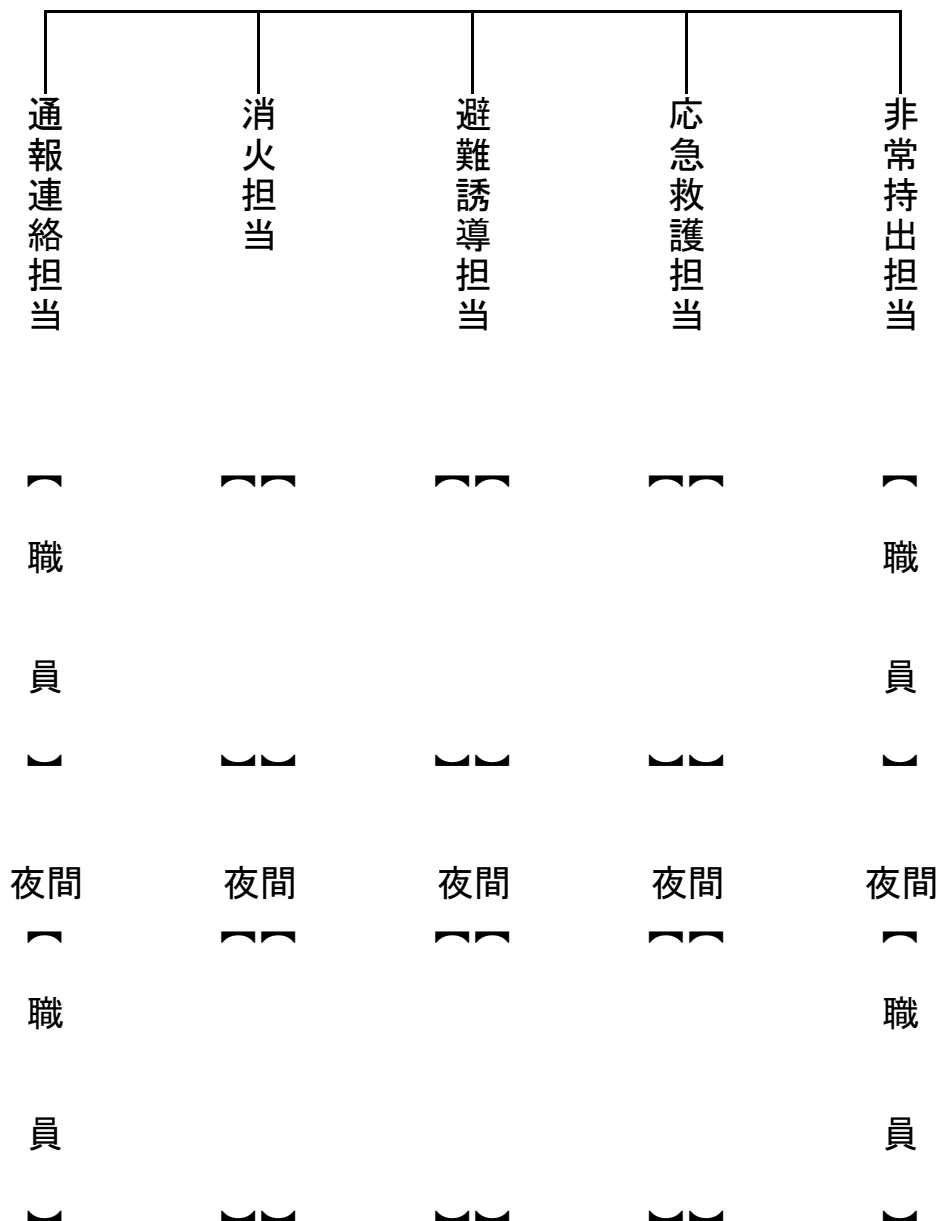 通報連絡担当
消火担当
避難誘導担当
応急救護担当
非常持出担当
【職員】
【】【】
【】【】
【】【】
【職員】
夜間
夜間
夜間
夜間
夜間
【職員】
【】【】
【】【】
【】【】
【職員】